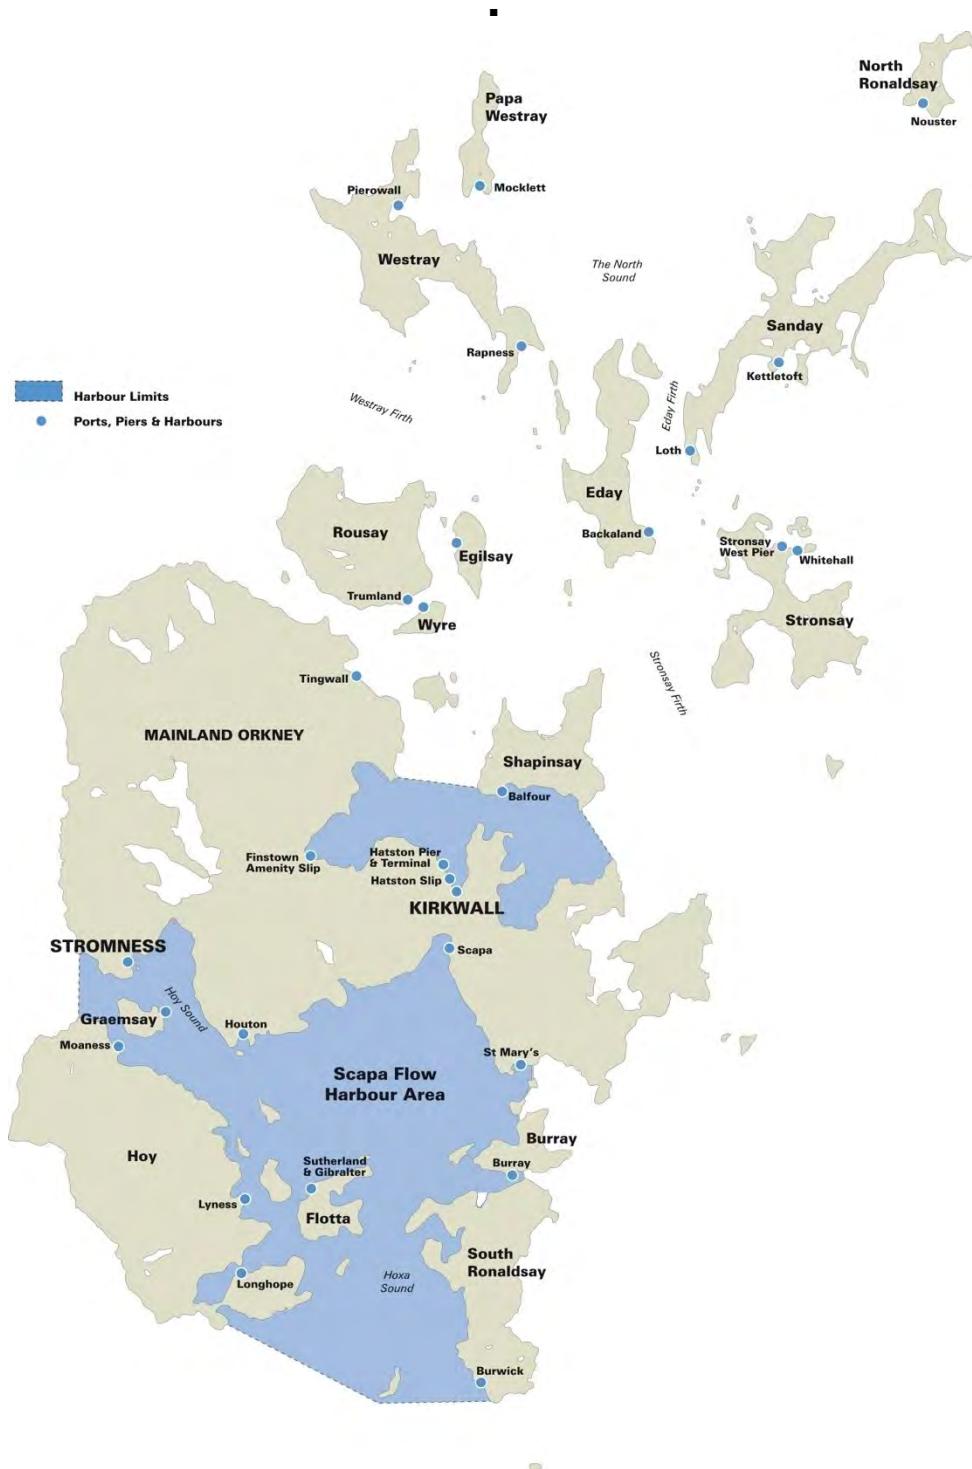 North
Ronaldsay
Nouster
Papa
Westray
Mocklett
Pierowall
Westray
The North
Sound
Sanday
Rapness
Kettletoft
Harbour Limits
Ports, Piers & Harbours
Westray Firth
Eday Firth
Loth
Eday
Rousay
Backaland
Egilsay
Stronsay
West Pier
Whitehall
Trumland
Wyre
Stronsay
Tingwall
Stronsay Firth
MAINLAND ORKNEY
Shapinsay
Balfour
Finstown
Amenity Slip
Hatston Pier
& Terminal
Hatston Slip
KIRKWALL
STROMNESS
Scapa
Hoy Sound
Graemsay
Houton
Moaness
St Mary's
Scapa Flow
Harbour Area
Burray
Hoy
Sutherland
& Gibralter
Burray
Lyness
Flotta
South
Ronaldsay
Hoxa
Sound
Longhope
Burwick